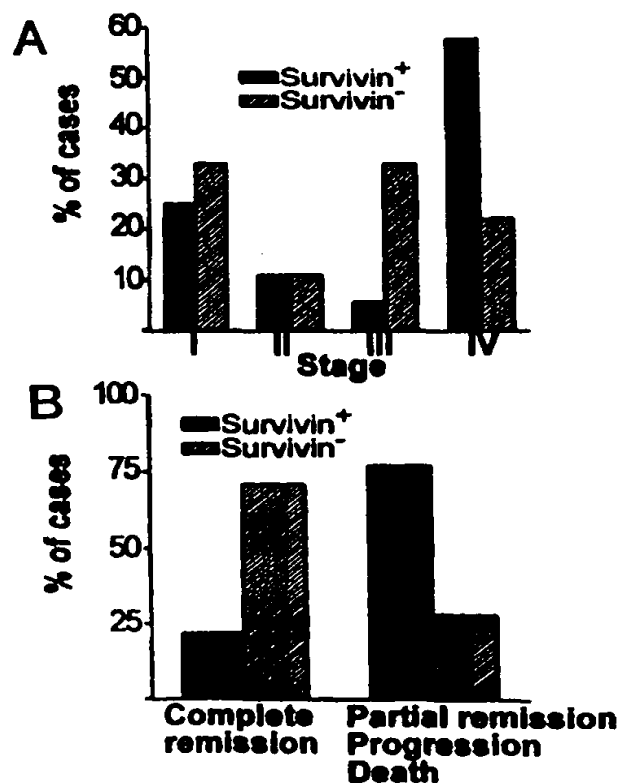 A
60
50
40
30
20
10
% of cases
Survivin+
Survivin-
I II III IV
Stage
B
100
75
50
25
% of cases
Survivin+
Survivin-
Complete remission
Partial remission
Progression
Death